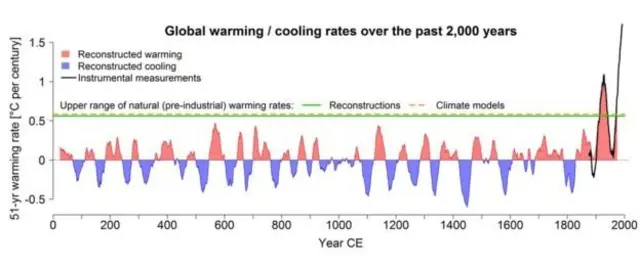 Global warming / cooling rates over the past 2,000 years
1.5
Reconstructed warming
Reconstructed cooling
Instrumental measurements
1
Upper range of natural (pre-industrial) warming rates: Reconstructions Climate models
0.5
0
-0.5
51-yr warming rate [°C per century]
0 200 400 600 800 1000 1200 1400 1600 1800 2000
Year CE